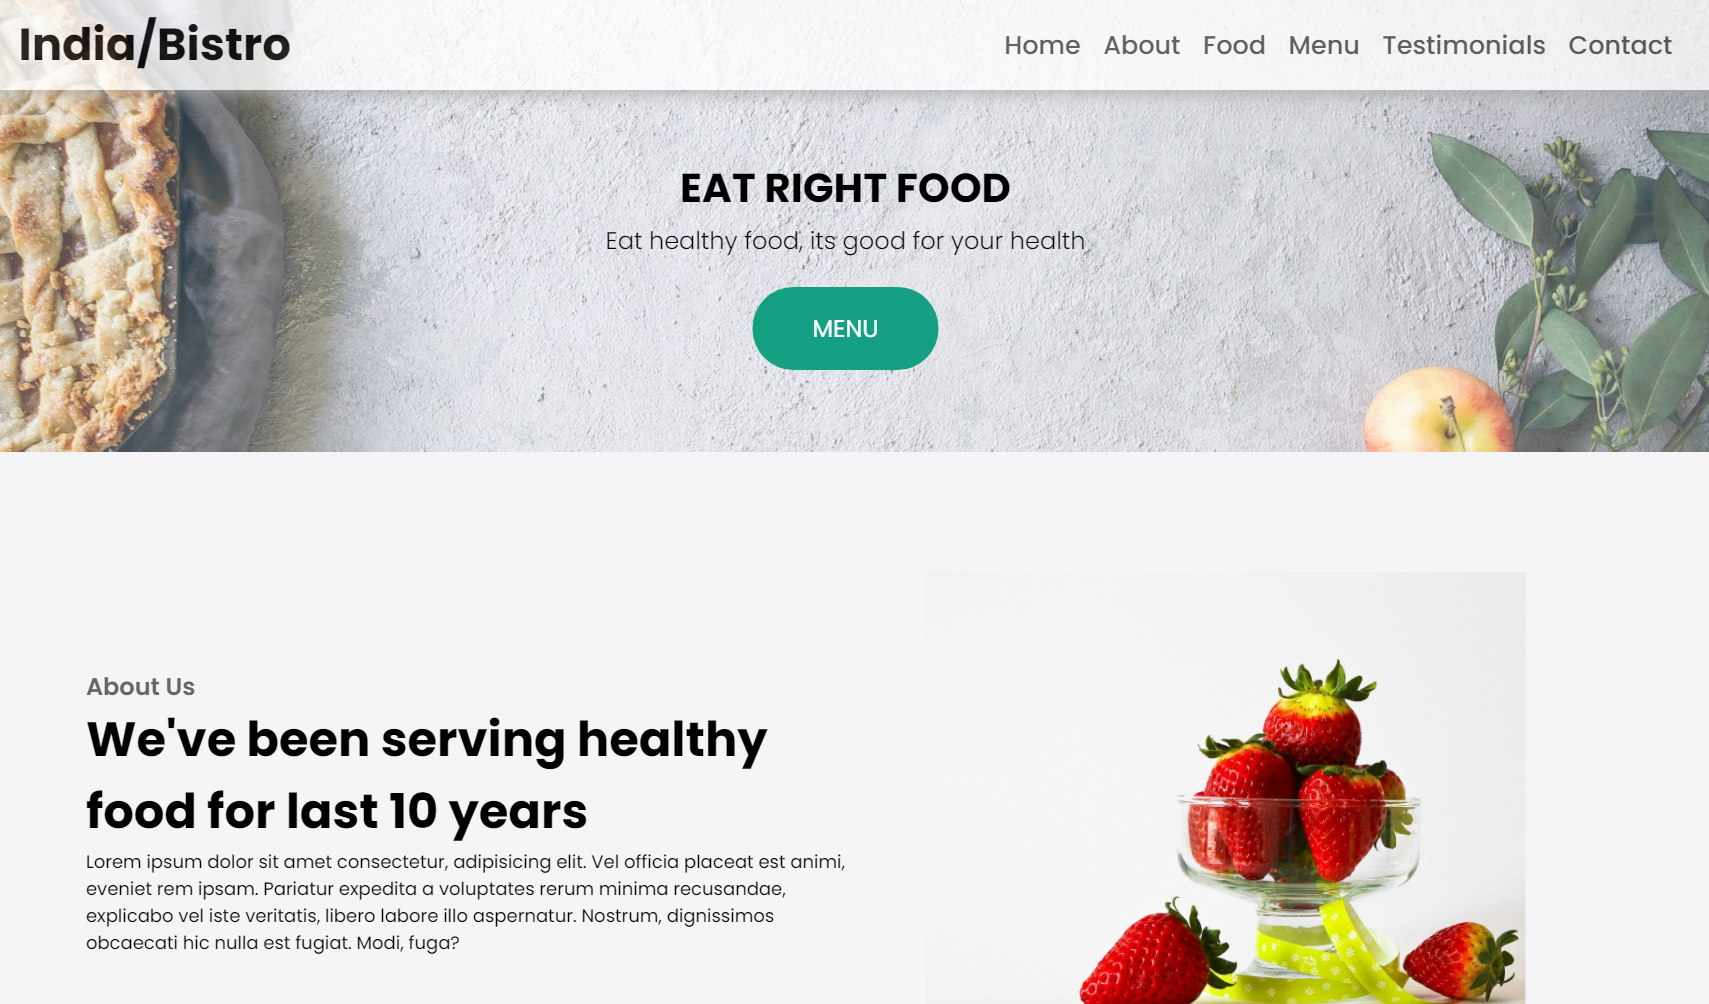 India/Bistro
Home About Food Menu Testimonials Contact
EAT RIGHT FOOD
Eat healthy food, its good for your health
MENU
About Us
We've been serving healthy
food for last 10 years
Lorem ipsum dolor sit amet consectetur, adipisicing elit. Vel officia placeat est animi,
eveniet rem ipsam. Pariatur expedita a voluptates rerum minima recusandae,
explicabo vel iste veritatis, libero labore illo aspernatur. Nostrum, dignissimos
obcaecati hic nulla est fugiat. Modi, fuga?